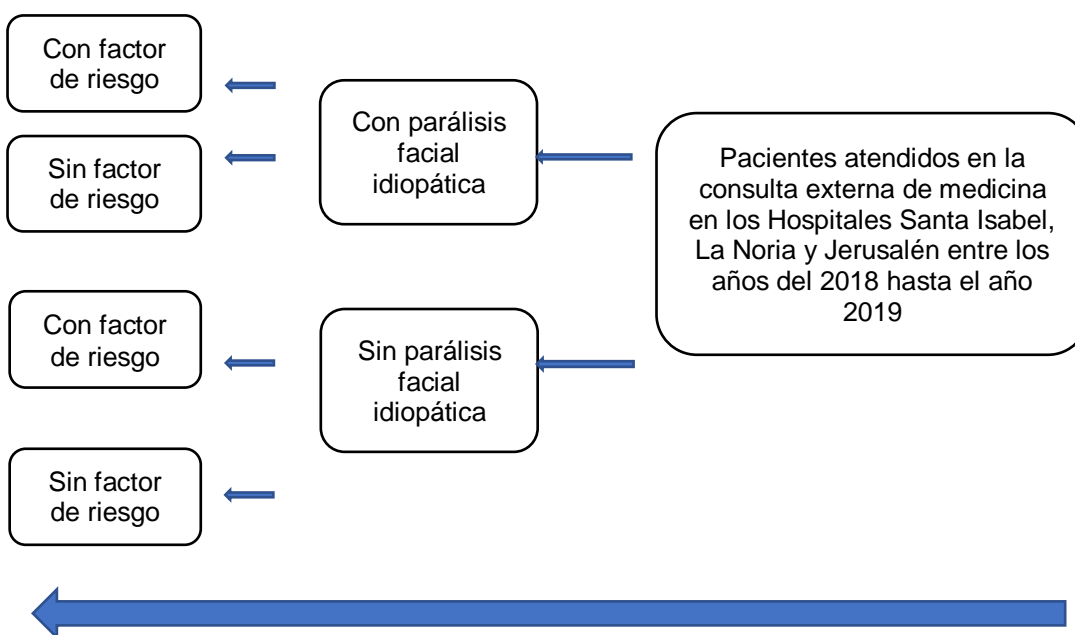 Con factor
de riesgo
Sin factor
de riesgo
Con parálisis
facial
idiopática
Pacientes atendidos en la
consulta externa de medicina
en los Hospitales Santa Isabel,
La Noria y Jerusalén entre los
años del 2018 hasta el año
2019
Con factor
de riesgo
Sin parálisis
facial
idiopática
Sin factor
de riesgo